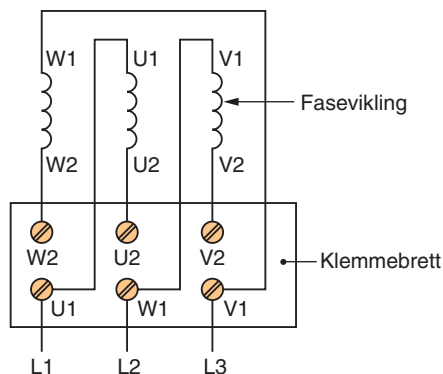 W1 U1 V1
Fasevikling
W2 U2 V2
W2 U2 V2
Klemmebrett
U1 W1 V1
L1 L2 L3